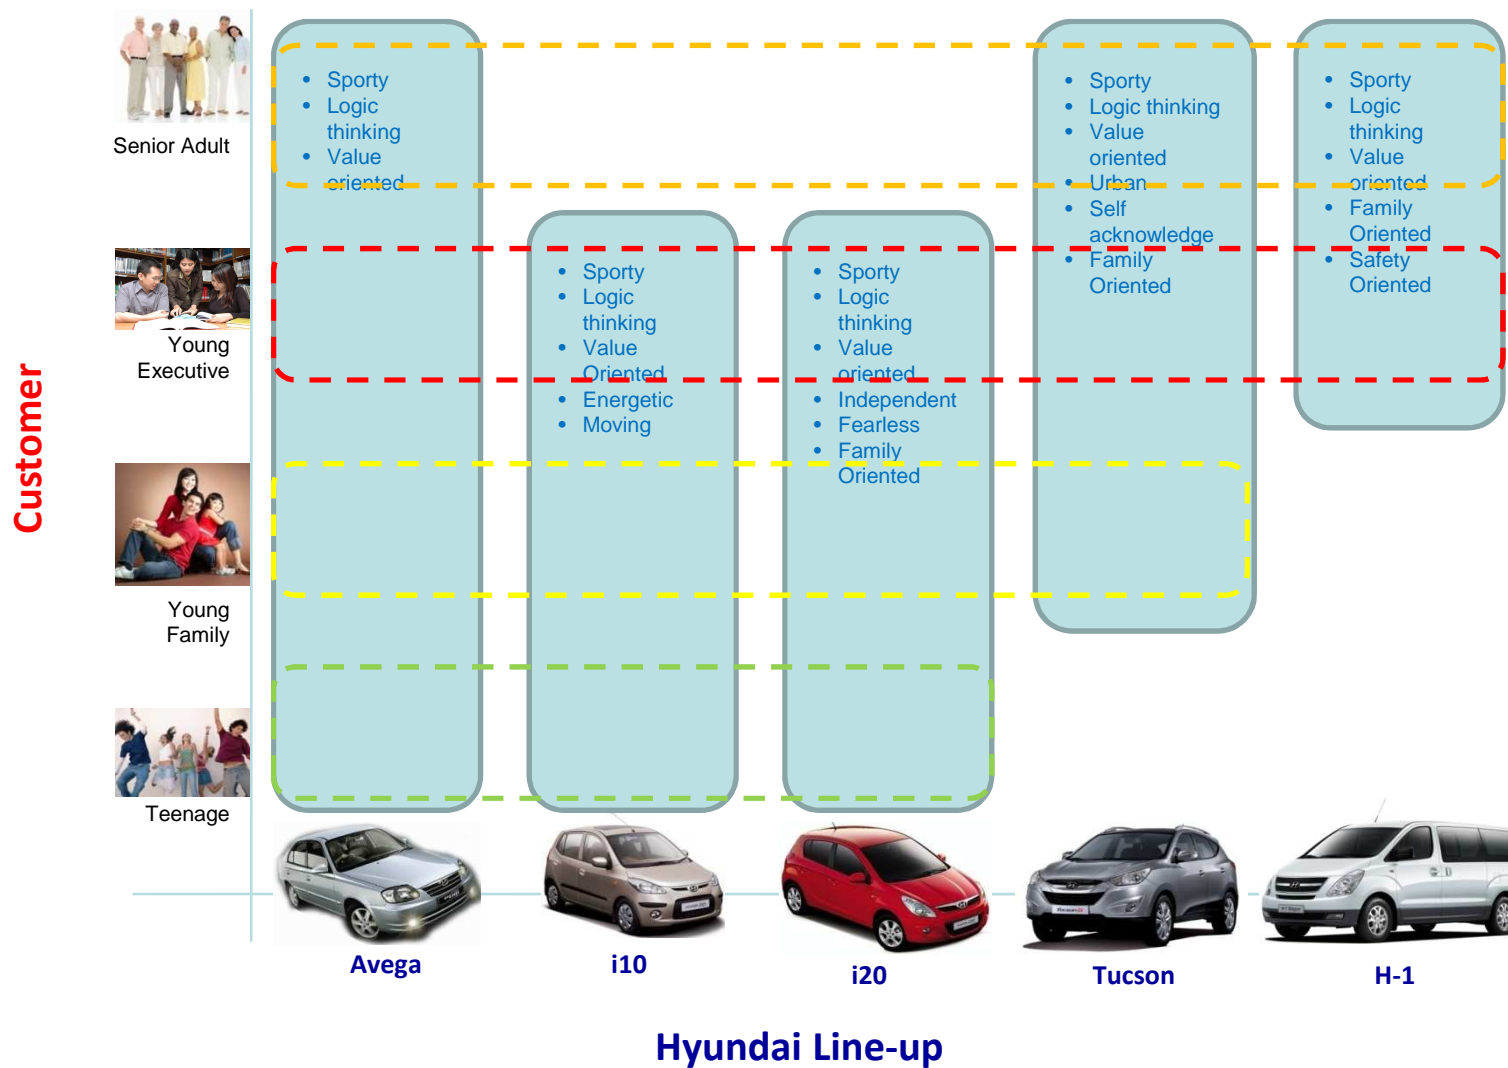 Senior Adult
Young
Executive
Young
Family
Teenage
Customer
• Sporty
• Logic
thinking
• Value
oriented
• Sporty
• Logic
thinking
• Value
Oriented
• Energetic
• Moving
• Sporty
• Logic
thinking
• Value
oriented
• Independent
• Fearless
• Family
Oriented
• Sporty
• Logic thinking
• Value
oriented
• Urban
• Self
acknowledge
• Family
Oriented
• Sporty
• Logic
thinking
• Value
oriented
• Family
Oriented
• Safety
Oriented
Avega
i10
i20
Tucson
H-1
Hyundai Line-up